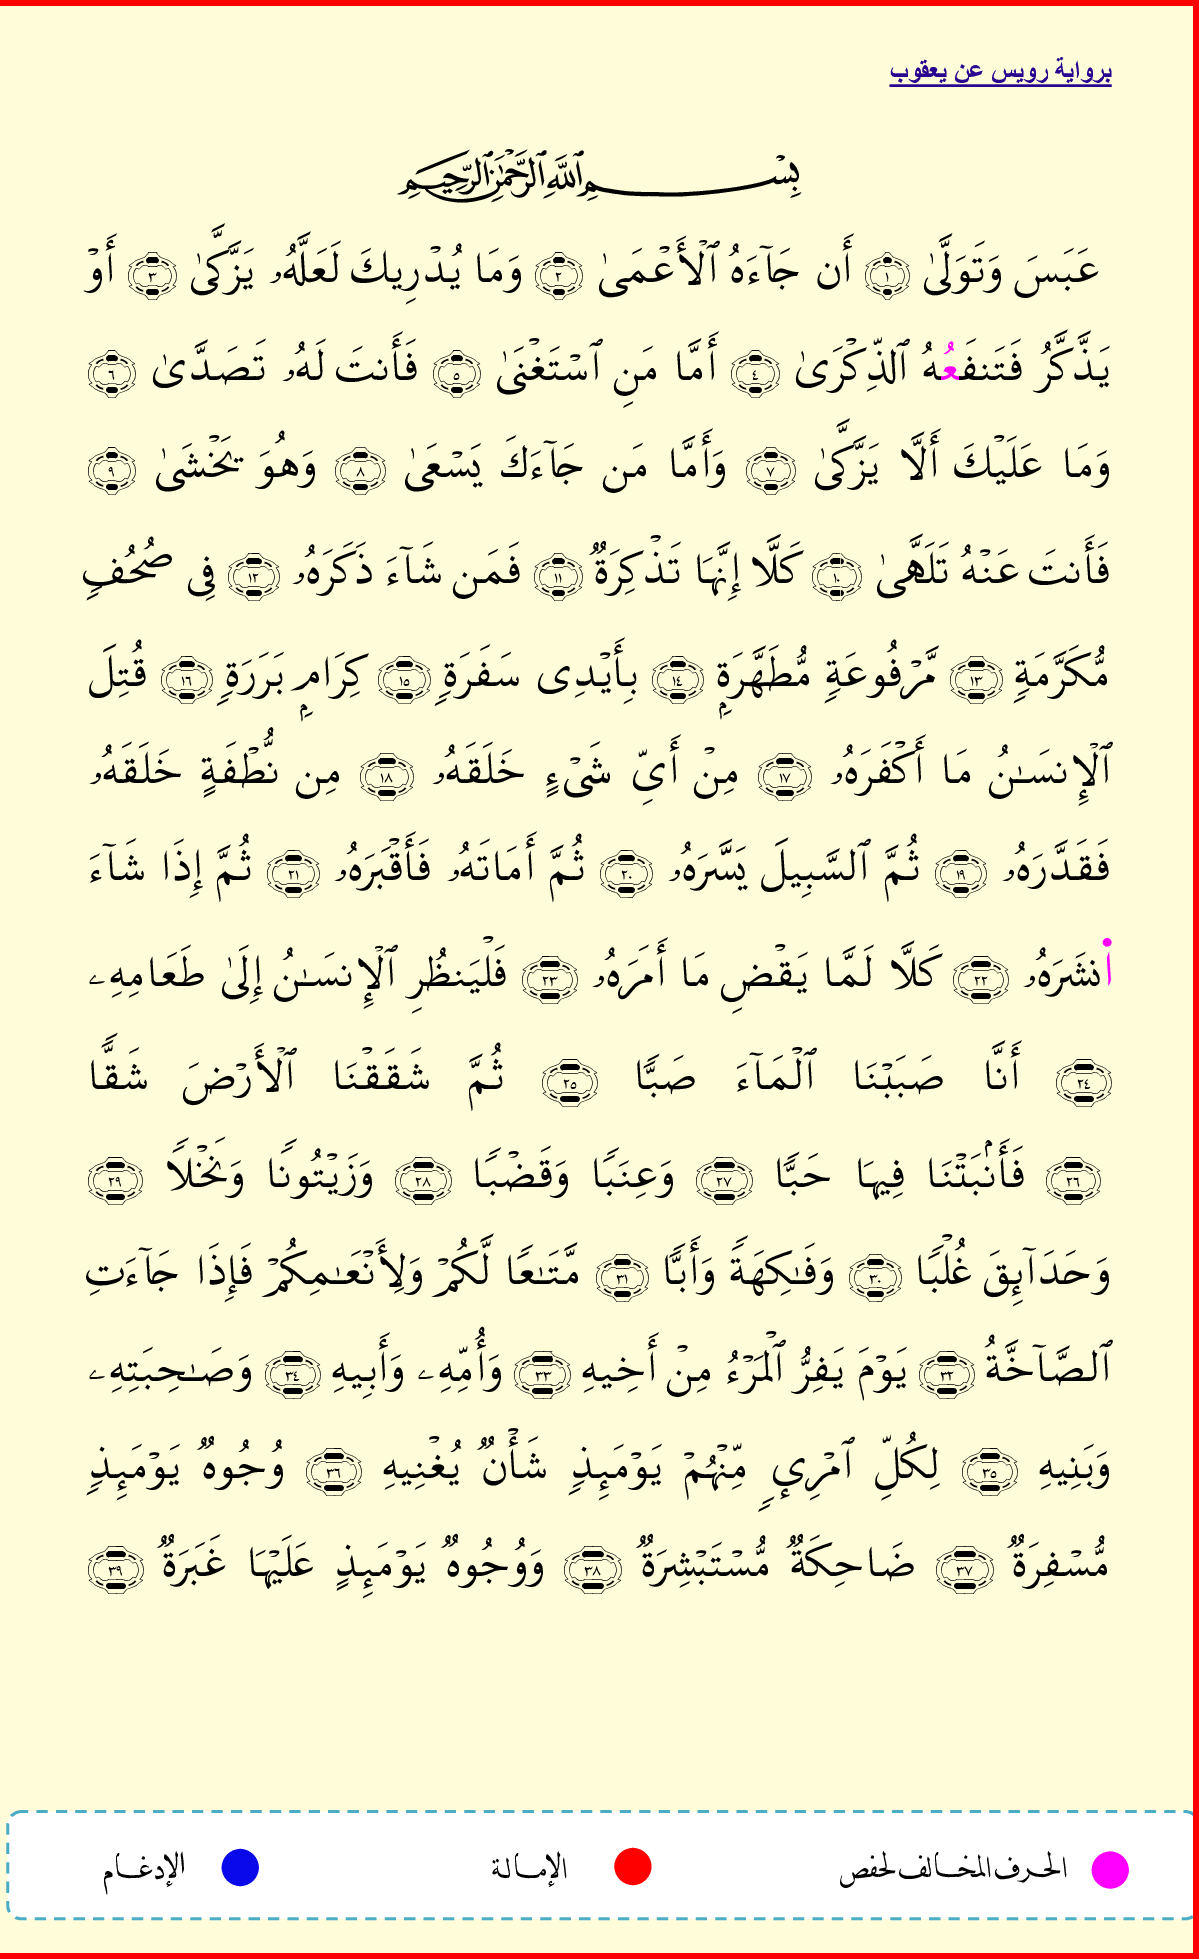 برواية رويس عن يعقوب
بِسْمِ ٱللَّهِ ٱلرَّحْمَٰنِ ٱلرَّحِيمِ
عَبَسَ وَتَوَلَّىٰ ١ أَن جَآءَهُ ٱلْأَعْمَىٰ ٢ وَمَا يُدْرِيكَ لَعَلَّهُۥ يَزَّكَّىٰ ٣ أَوْ
يَذَّكَّرُ فَتَنفَعُهُ ٱلذِّكْرَىٰ ٤ أَمَّا مَنِ ٱسْتَغْنَىٰ ٥ فَأَنتَ لَهُۥ تَصَدَّىٰ ٦
وَمَا عَلَيْكَ أَلَّا يَزَّكَّىٰ ٧ وَأَمَّا مَن جَآءَكَ يَسْعَىٰ ٨ وَهُوَ يَخْشَىٰ ٩
فَأَنتَ عَنْهُ تَلَهَّىٰ ١٠ كَلَّا إِنَّهَا تَذْكِرَةٌ ١١ فَمَن شَآءَ ذَكَرَهُۥ ١٢ فِى صُحُفٍ
مُّكَرَّمَةٍ ١٣ مَّرْفُوعَةٍ مُّطَهَّرَةٍۭ ١٤ بِأَيْدِى سَفَرَةٍ ١٥ كِرَامٍۭ بَرَرَةٍ ١٦ قُتِلَ
ٱلْإِنسَـٰنُ مَا أَكْفَرَهُۥ ١٧ مِنْ أَىِّ شَىْءٍ خَلَقَهُۥ ١٨ مِن نُّطْفَةٍ خَلَقَهُۥ
فَقَدَّرَهُۥ ١٩ ثُمَّ ٱلسَّبِيلَ يَسَّرَهُۥ ٢٠ ثُمَّ أَمَاتَهُۥ فَأَقْبَرَهُۥ ٢١ ثُمَّ إِذَا شَآءَ
اَ۬نشَرَهُۥ ٢٢ كَلَّا لَمَّا يَقْضِ مَا أَمَرَهُۥ ٢٣ فَلْيَنظُرِ ٱلْإِنسَـٰنُ إِلَىٰ طَعَامِهِۦ
٢٤ أَنَّا صَبَبْنَا ٱلْمَآءَ صَبًّا ٢٥ ثُمَّ شَقَقْنَا ٱلْأَرْضَ شَقًّا
٢٦ فَأَنۢبَتْنَا فِيهَا حَبًّا ٢٧ وَعِنَبًا وَقَضْبًا ٢٨ وَزَيْتُونًا وَنَخْلًا ٢٩
وَحَدَآئِقَ غُلْبًا ٣٠ وَفَـٰكِهَةً وَأَبًّا ٣١ مَّتَـٰعًا لَّكُمْ وَلِأَنْعَـٰمِكُمْ فَإِذَا جَآءَتِ
ٱلصَّآخَّةُ ٣٢ يَوْمَ يَفِرُّ ٱلْمَرْءُ مِنْ أَخِيهِ ٣٣ وَأُمِّهِۦ وَأَبِيهِ ٣٤ وَصَـٰحِبَتِهِۦ
وَبَنِيهِ ٣٥ لِكُلِّ ٱمْرِئٍ مِّنْهُمْ يَوْمَئِذٍ شَأْنٌ يُغْنِيهِ ٣٦ وُجُوهٌ يَوْمَئِذٍ
مُّسْفِرَةٌ ٣٧ ضَاحِكَةٌ مُّسْتَبْشِرَةٌ ٣٨ وَوُجُوهٌ يَوْمَئِذٍ عَلَيْهَا غَبَرَةٌ ٣٩
الحرف المخالف لحفص الإمالة الإدغام